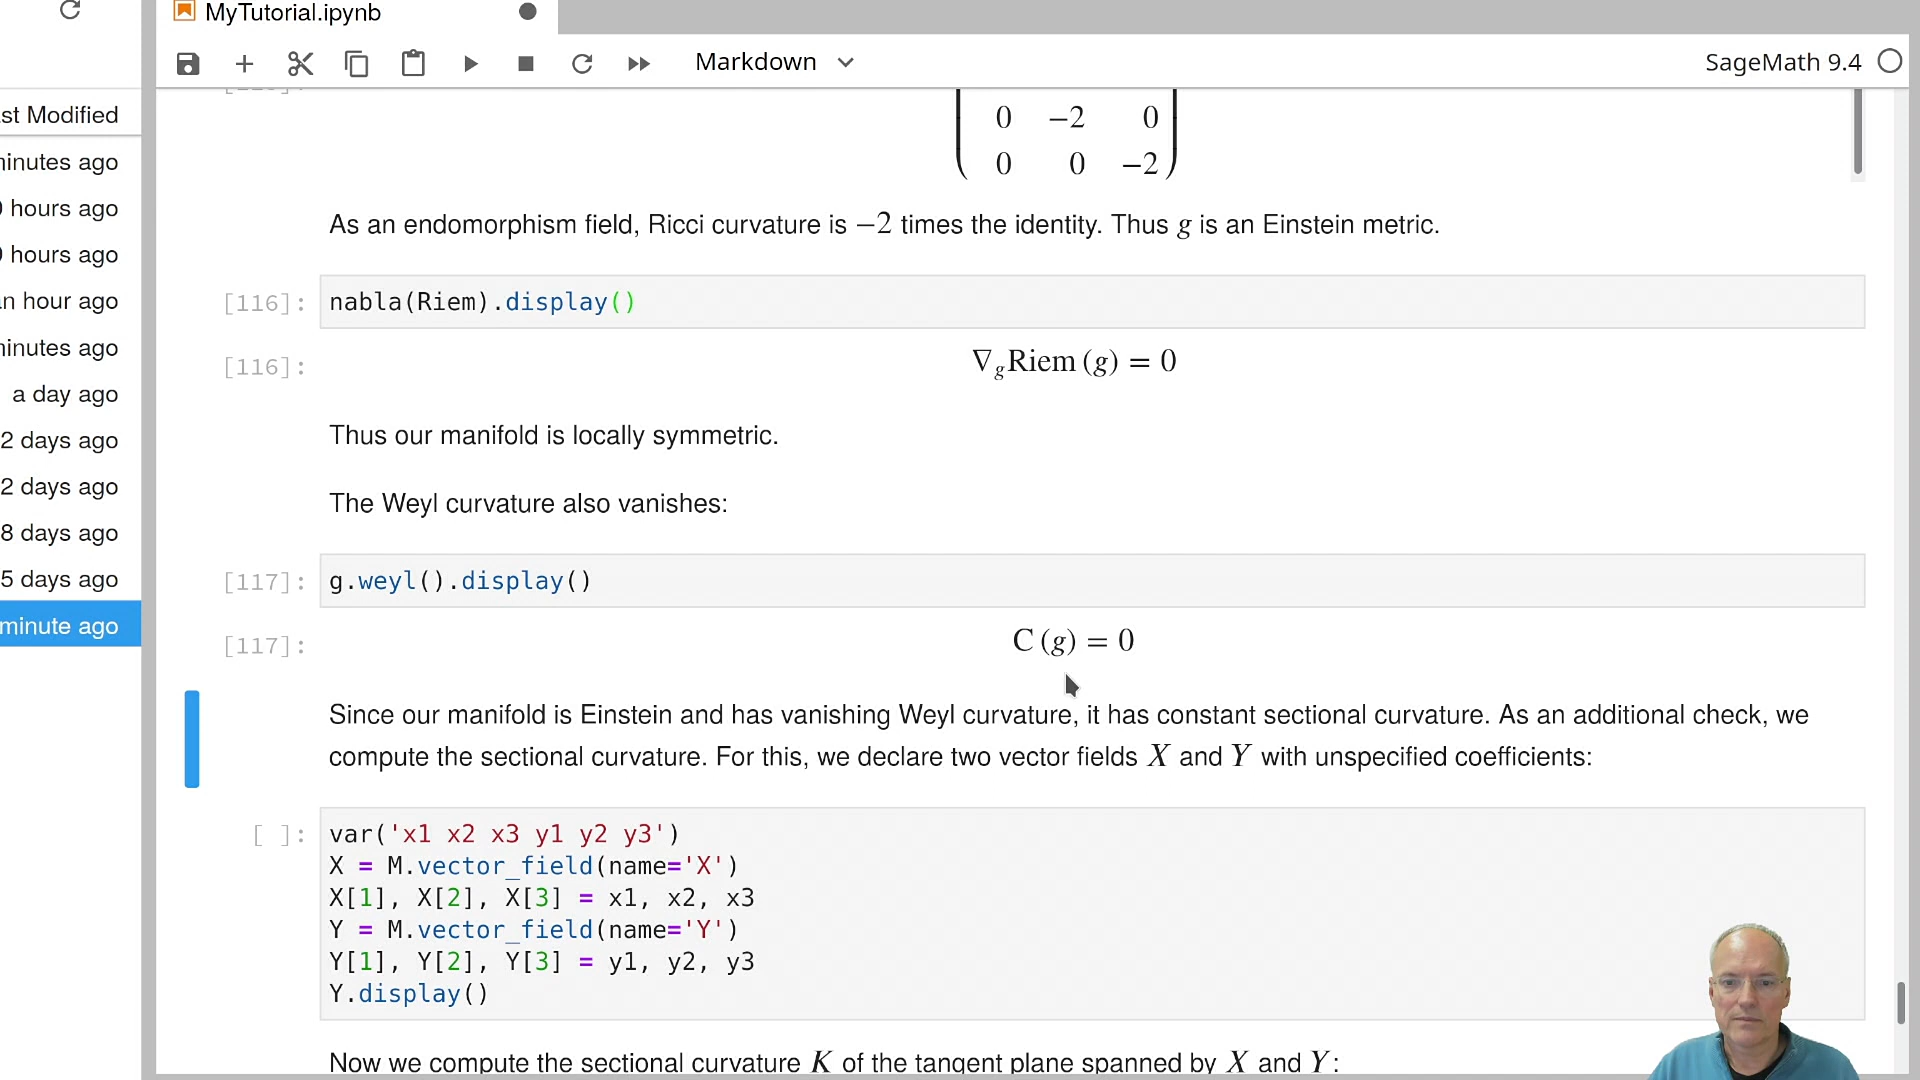 MyTutorial.ipynb
Markdown
SageMath 9.4
st Modified
minutes ago
hours ago
hours ago
n hour ago
minutes ago
a day ago
2 days ago
2 days ago
8 days ago
5 days ago
minute ago
0 −2 0
0 0 −2
As an endomorphism field, Ricci curvature is −2 times the identity. Thus g is an Einstein metric.
[116]: nabla(Riem).display()
[116]: ∇gRiem (g) = 0
Thus our manifold is locally symmetric.
The Weyl curvature also vanishes:
[117]: g.weyl().display()
[117]: C (g) = 0
Since our manifold is Einstein and has vanishing Weyl curvature, it has constant sectional curvature. As an additional check, we
compute the sectional curvature. For this, we declare two vector fields X and Y with unspecified coefficients:
[ ]: var('x1 x2 x3 y1 y2 y3')
X = M.vector_field(name='X')
X[1], X[2], X[3] = x1, x2, x3
Y = M.vector_field(name='Y')
Y[1], Y[2], Y[3] = y1, y2, y3
Y.display()
Now we compute the sectional curvature K of the tangent plane spanned by X and Y: